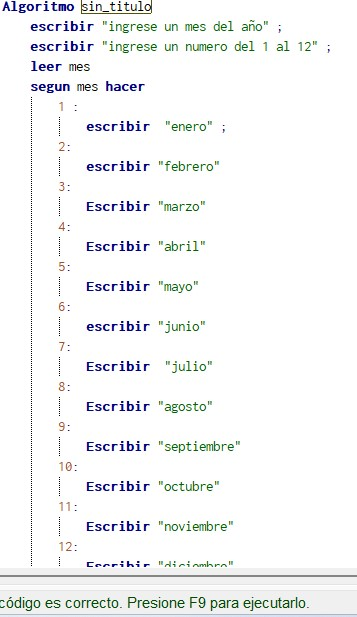 Algoritmo sin_titulo
escribir "ingrese un mes del año" ;
escribir "ingrese un numero del 1 al 12" ;
leer mes
segun mes hacer
1 :
escribir  "enero" ;
2:
escribir "febrero"
3:
Escribir "marzo"
4:
Escribir "abril"
5:
Escribir "mayo"
6:
escribir "junio"
7:
Escribir  "julio"
8:
Escribir "agosto"
9:
Escribir "septiembre"
10:
Escribir "octubre"
11:
Escribir "noviembre"
12:
Escribir "diciembre"
código es correcto. Presione F9 para ejecutarlo.